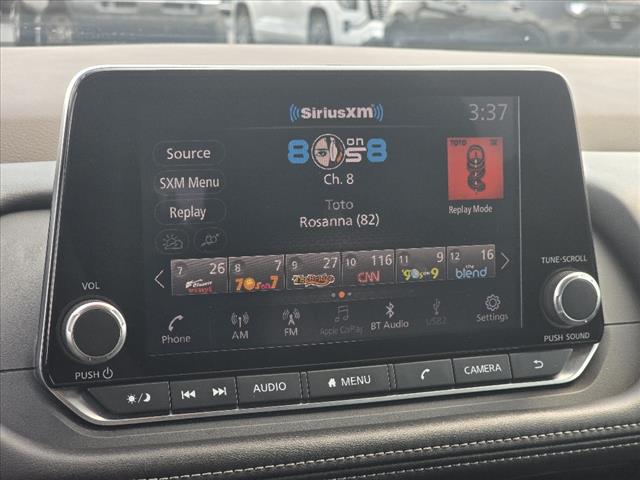 SiriusXM
3:37
8os on 8
Source
SXM Menu
Replay
Ch. 8
Toto
Rosanna (82)
TOTO IX
Replay Mode
7 26
8 7
9 27
10 116
11 9
12 16
70s on 7
CNN
90s on 9
the blend
Phone
AM
FM
Apple CarPlay
BT Audio
USB2
Settings
VOL
PUSH
TUNE·SCROLL
PUSH SOUND
AUDIO
MENU
CAMERA